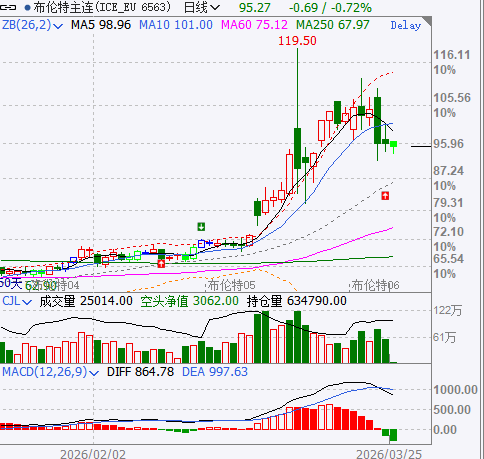 布伦特主连(ICE_EU 6563) 日线 95.27 -0.69 / -0.72%
ZB(26,2) MA5 98.96 MA10 101.00 MA60 75.12 MA250 67.97 Delay
119.50
116.11
10%
105.56
10%
95.96
10%
87.24
10%
79.31
10%
72.10
10%
65.54
10%
50天 62.90 布伦特04 布伦特05 布伦特06
CJL 成交量 25014.00 空头净值 3062.00 持仓量 634790.00
122万
61万
MACD(12,26,9) DIFF 864.78 DEA 997.63
1000.00
500.00
0.00
2026/02/02 2026/03/25